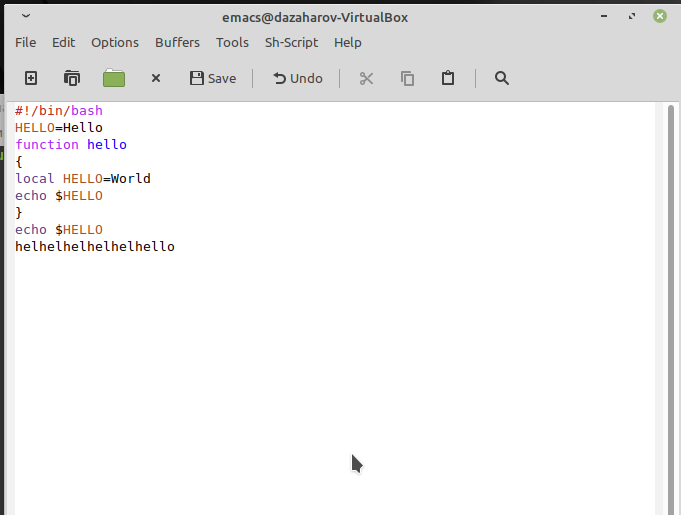 emacs@dazaharov-VirtualBox
File Edit Options Buffers Tools Sh-Script Help
Save Undo
#!/bin/bash
HELLO=Hello
function hello
{
local HELLO=World
echo $HELLO
}
echo $HELLO
helhelhelhelhelhello